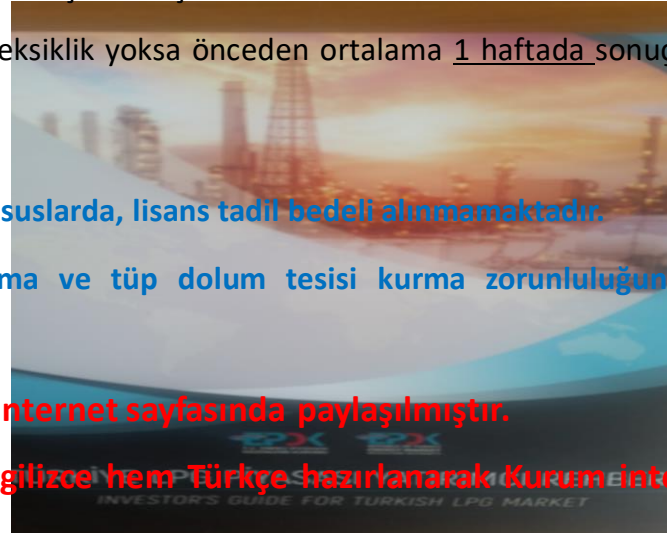 eksiklik yoksa önceden ortalama 1 haftada sonuç
suslarda, lisans tadil bedeli alınmamaktadır.
ma ve tüp dolum tesisi kurma zorunluluğun
nternet sayfasında paylaşılmıştır.
gilizce hem Türkçe hazırlanarak Kurum inte
INVESTOR'S GUIDE FOR TURKISH LPG MARKET